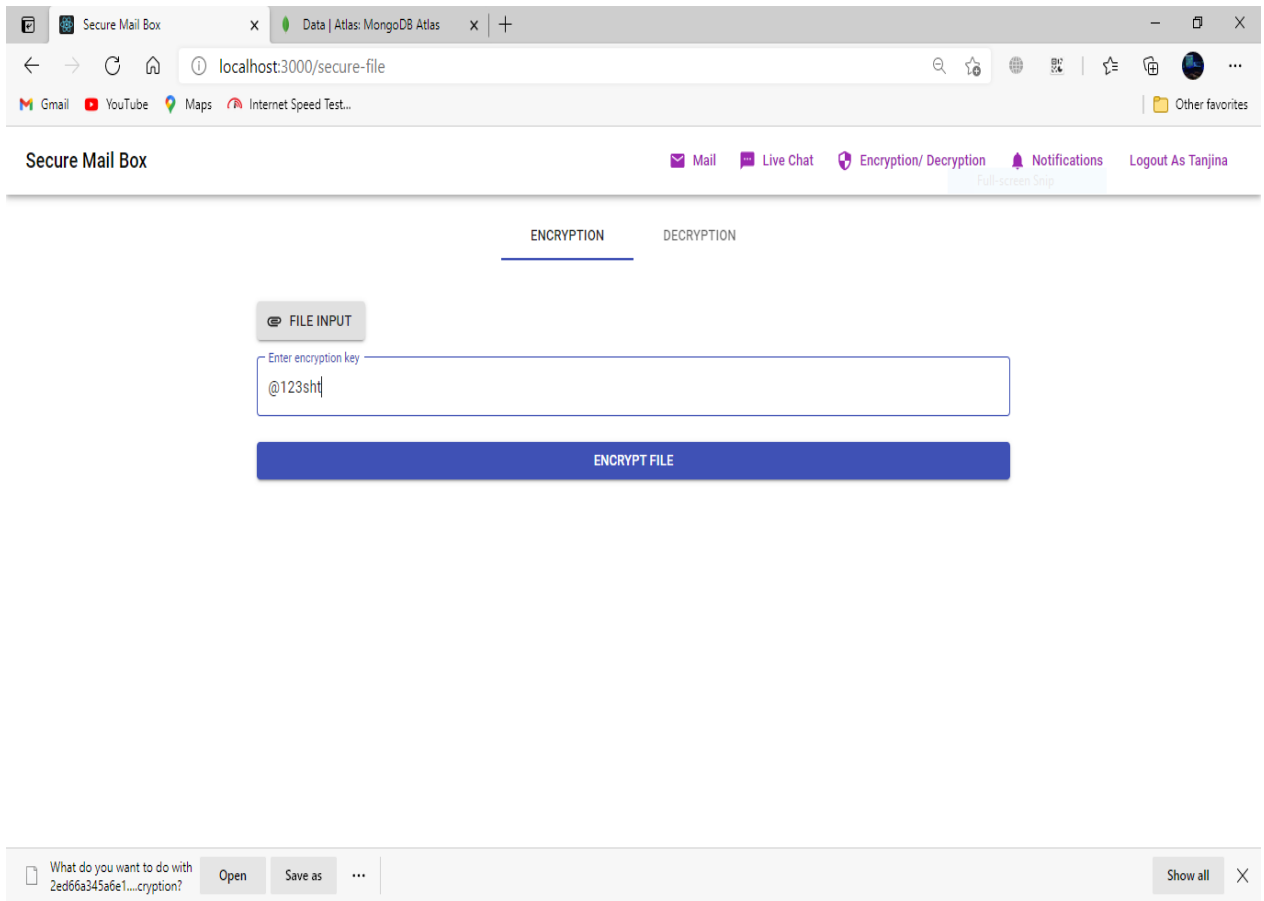 Secure Mail Box Data | Atlas: MongoDB Atlas
localhost:3000/secure-file
Gmail YouTube Maps Internet Speed Test... Other favorites
Secure Mail Box Mail Live Chat Encryption/ Decryption Notifications Logout As Tanjina
Full-screen Snip
ENCRYPTION DECRYPTION
FILE INPUT
Enter encryption key
@123sht
ENCRYPT FILE
What do you want to do with
2ed66a345a6e1....cryption?
Open Save as ··· Show all